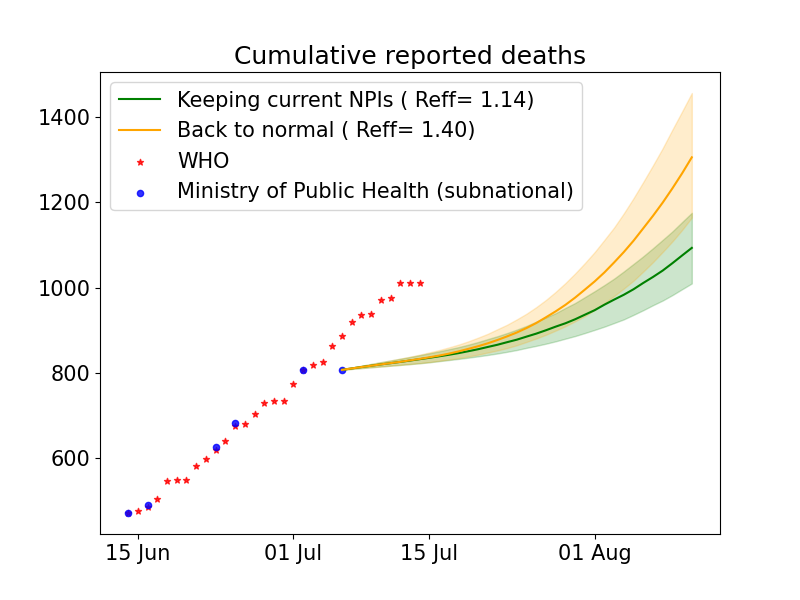 Cumulative reported deaths
Keeping current NPIs ( Reff= 1.14)
Back to normal ( Reff= 1.40)
WHO
Ministry of Public Health (subnational)
1400
1200
1000
800
600
15 Jun
01 Jul
15 Jul
01 Aug